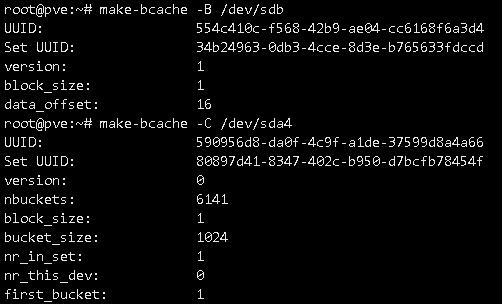 root@pve:~# make-bcache -B /dev/sdb
UUID: 554c410c-f568-42b9-ae04-cc6168f6a3d4
Set UUID: 34b24963-0db3-4cce-8d3e-b765633fdccd
version: 1
block_size: 1
data_offset: 16
root@pve:~# make-bcache -C /dev/sda4
UUID: 590956d8-da0f-4c9f-a1de-37599d8a4a66
Set UUID: 80897d41-8347-402c-b950-d7bcfb78454f
version: 0
nbuckets: 6141
block_size: 1
bucket_size: 1024
nr_in_set: 1
nr_this_dev: 0
first_bucket: 1